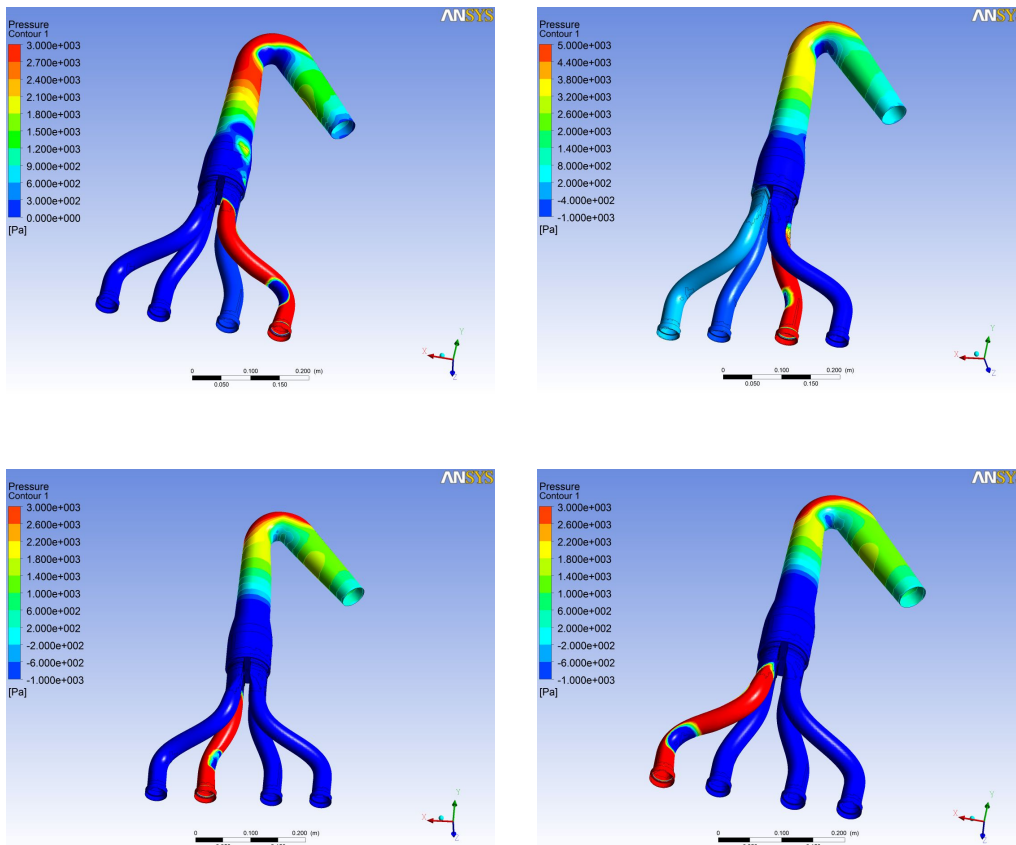 ANSYS
Pressure
Contour 1
3.000e+003
2.700e+003
2.400e+003
2.100e+003
1.800e+003
1.500e+003
1.200e+003
9.000e+002
6.000e+002
3.000e+002
0.000e+000
[Pa]
X
Y
Z
0
0.100
0.200 (m)
0.050
0.150
ANSYS
Pressure
Contour 1
5.000e+003
4.400e+003
3.800e+003
3.200e+003
2.600e+003
2.000e+003
1.400e+003
8.000e+002
2.000e+002
-4.000e+002
-1.000e+003
[Pa]
X
Y
Z
0
0.100
0.200 (m)
0.050
0.150
ANSYS
Pressure
Contour 1
3.000e+003
2.600e+003
2.200e+003
1.800e+003
1.400e+003
1.000e+003
6.000e+002
2.000e+002
-2.000e+002
-6.000e+002
-1.000e+003
[Pa]
X
Y
Z
0
0.100
0.200 (m)
ANSYS
Pressure
Contour 1
3.000e+003
2.600e+003
2.200e+003
1.800e+003
1.400e+003
1.000e+003
6.000e+002
2.000e+002
-2.000e+002
-6.000e+002
-1.000e+003
[Pa]
X
Y
Z
0
0.100
0.200 (m)